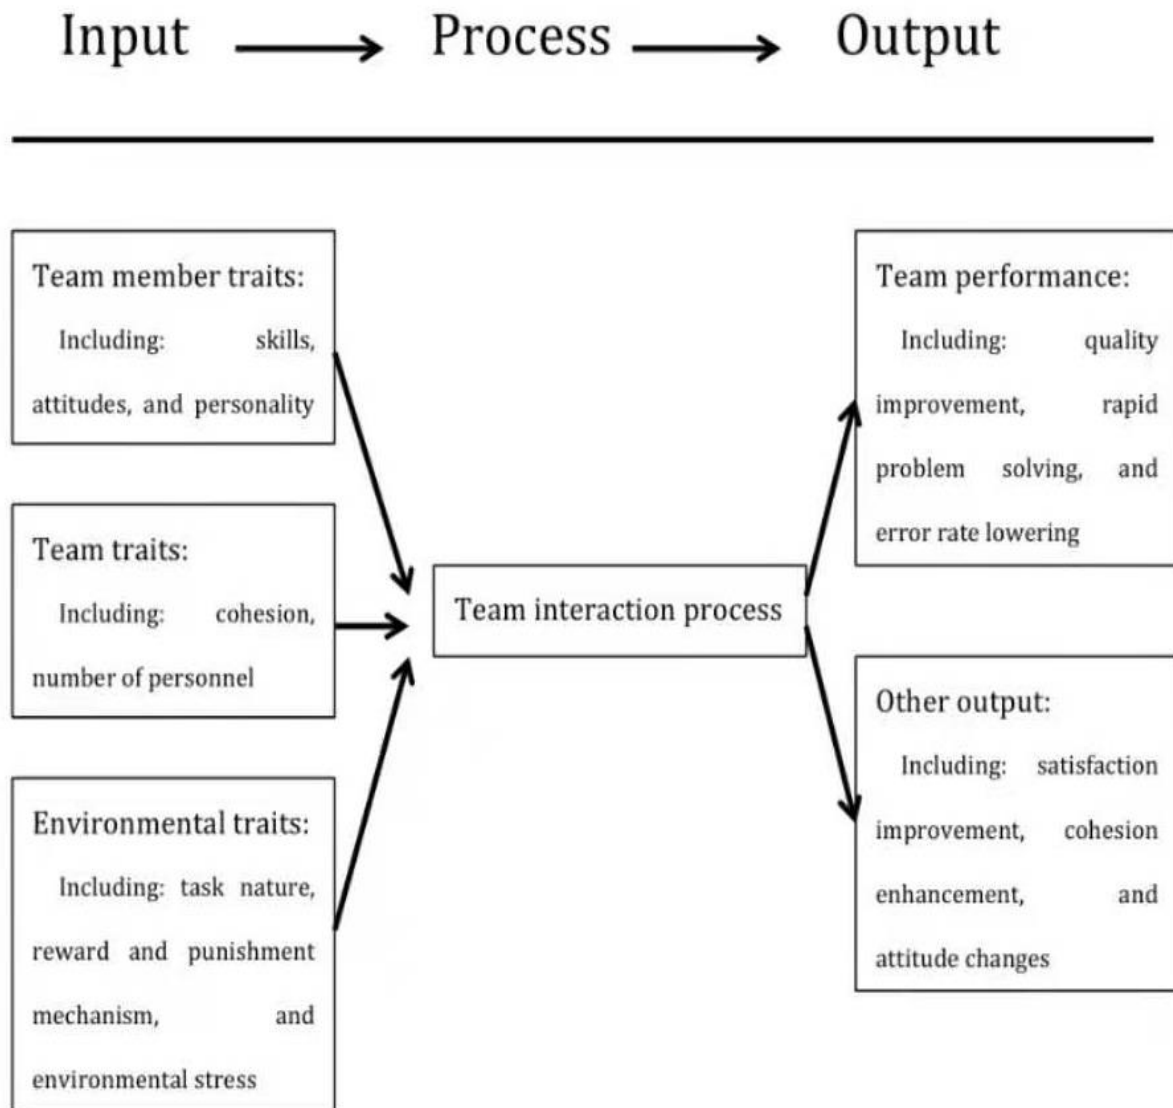 Input Process Output
Team member traits:
Including: skills,
attitudes, and personality
Team traits:
Including: cohesion,
number of personnel
Environmental traits:
Including: task nature,
reward and punishment
mechanism, and
environmental stress
Team interaction process
Team performance:
Including: quality
improvement, rapid
problem solving, and
error rate lowering
Other output:
Including: satisfaction
improvement, cohesion
enhancement, and
attitude changes